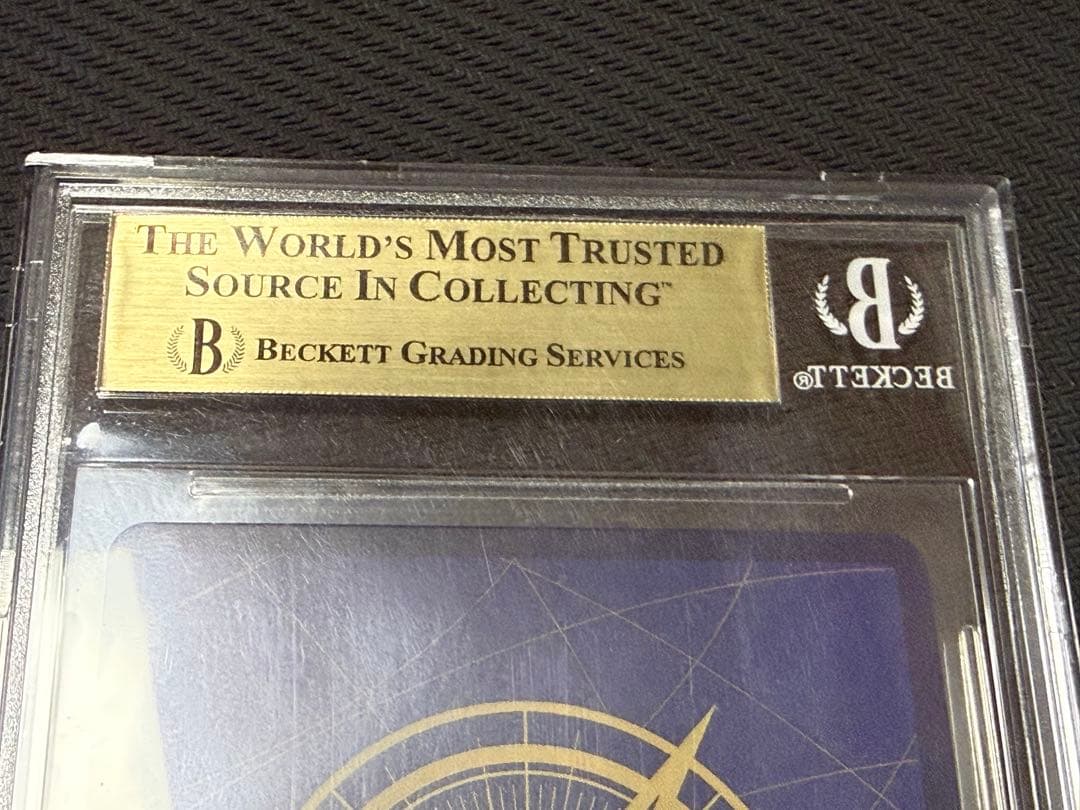 THE WORLD'S MOST TRUSTED
SOURCE IN COLLECTING™
B BECKETT GRADING SERVICES
B
BECKETT®